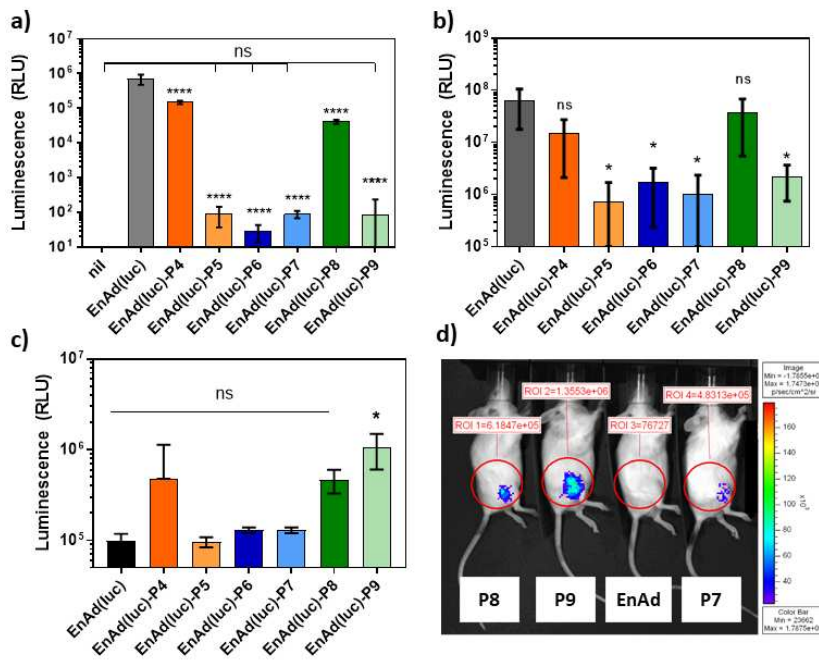 a)
ns
Luminescence (RLU)
10⁶
10⁵
10⁴
10³
10²
10¹
****
****
****
****
****
****
nil
EnAd(luc)
EnAd(luc)-P4
EnAd(luc)-P5
EnAd(luc)-P6
EnAd(luc)-P7
EnAd(luc)-P8
EnAd(luc)-P9
b)
Luminescence (RLU)
10⁹
10⁸
10⁷
10⁶
10⁵
ns
*
*
*
ns
*
EnAd(luc)
EnAd(luc)-P4
EnAd(luc)-P5
EnAd(luc)-P6
EnAd(luc)-P7
EnAd(luc)-P8
EnAd(luc)-P9
c)
Luminescence (RLU)
10⁷
10⁶
10⁵
ns
*
EnAd(luc)
EnAd(luc)-P4
EnAd(luc)-P5
EnAd(luc)-P6
EnAd(luc)-P7
EnAd(luc)-P8
EnAd(luc)-P9
d)
ROI 1=6.1847e+05
ROI 2=1.3553e+06
ROI 3=76727
ROI 4=4.8313e+05
P8
P9
EnAd
P7
Image
p/sec/cm^2/sr
160
140
120
100
80
60
40
Color Bar
Min = 23662